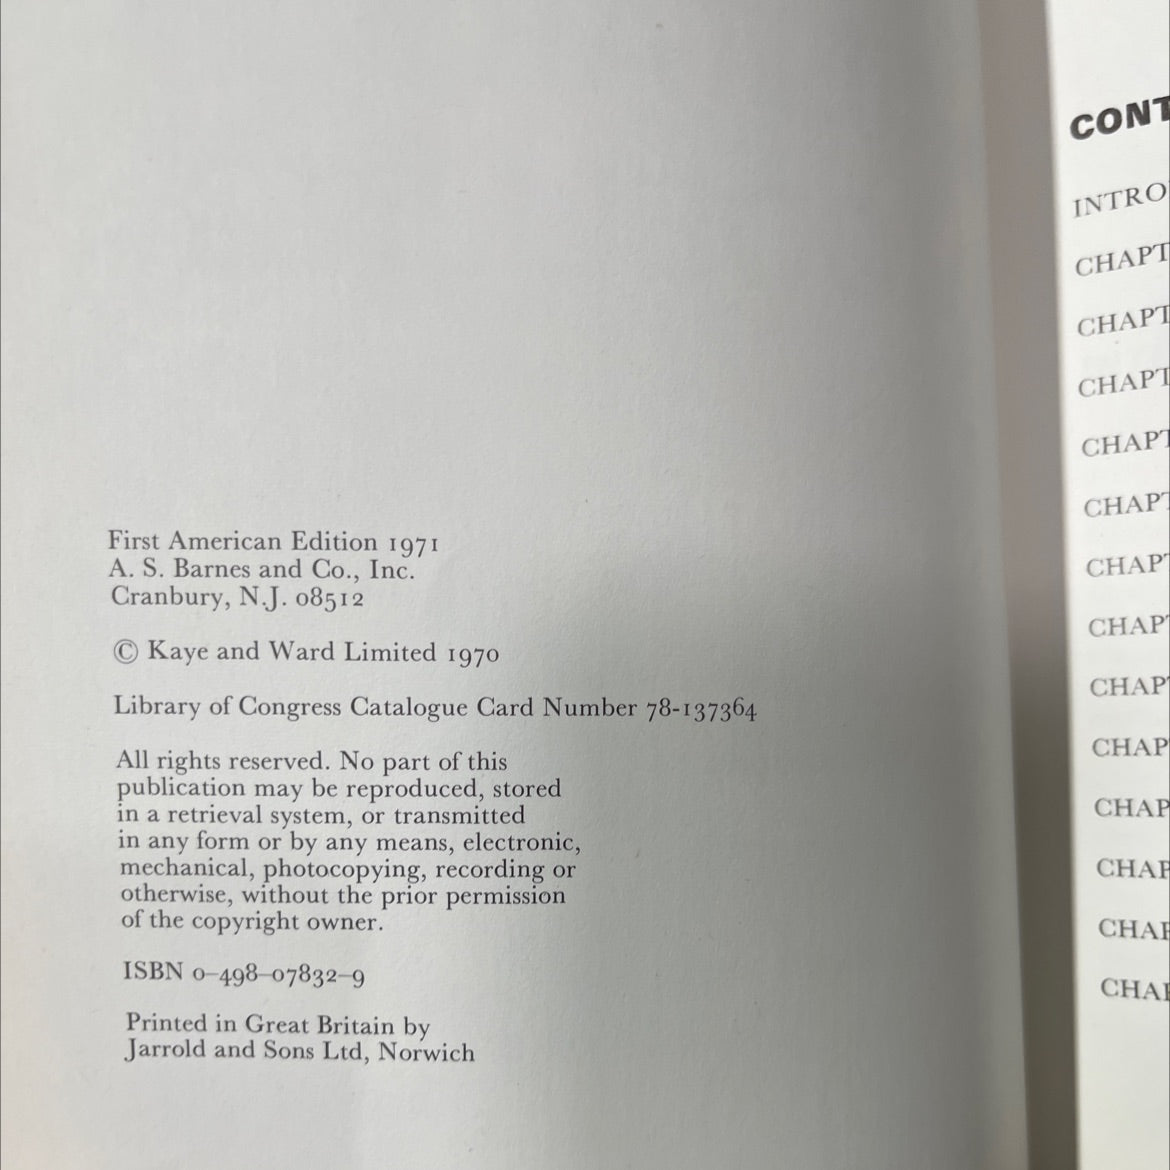 First American Edition 1971
A. S. Barnes and Co., Inc.
Cranbury, N.J. 08512
© Kaye and Ward Limited 1970
Library of Congress Catalogue Card Number 78-137364
All rights reserved. No part of this
publication may be reproduced, stored
in a retrieval system, or transmitted
in any form or by any means, electronic,
mechanical, photocopying, recording or
otherwise, without the prior permission
of the copyright owner.
ISBN 0–498–07832–9
Printed in Great Britain by
Jarrold and Sons Ltd, Norwich
CONT
INTRO
CHAPT
CHAPT
CHAPT
CHAPT
CHAPT
CHAPT
CHAPT
CHAPT
CHAP
CHAP
CHAP
CHAP
CHAP